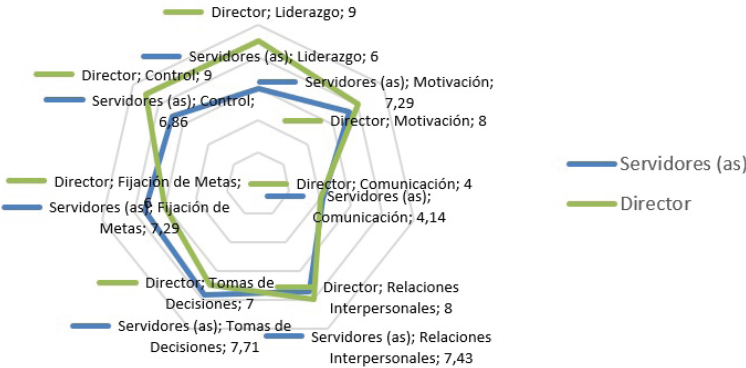 Director; Liderazgo; 9
Servidores (as); Liderazgo; 6
Director; Control; 9
Servidores (as); Motivación;
7,29
Servidores (as); Control;
6,86
Director; Motivación; 8
Servidores (as)
Director; Fijación de Metas;
6
Director; Comunicación; 4
Servidores (as);
Comunicación; 4,14
Servidores (as); Fijación de
Metas; 7,29
Director
Director; Tomas de
Decisiones; 7
Director; Relaciones
Interpersonales; 8
Servidores (as); Tomas de
Decisiones; 7,71
Servidores (as); Relaciones
Interpersonales; 7,43